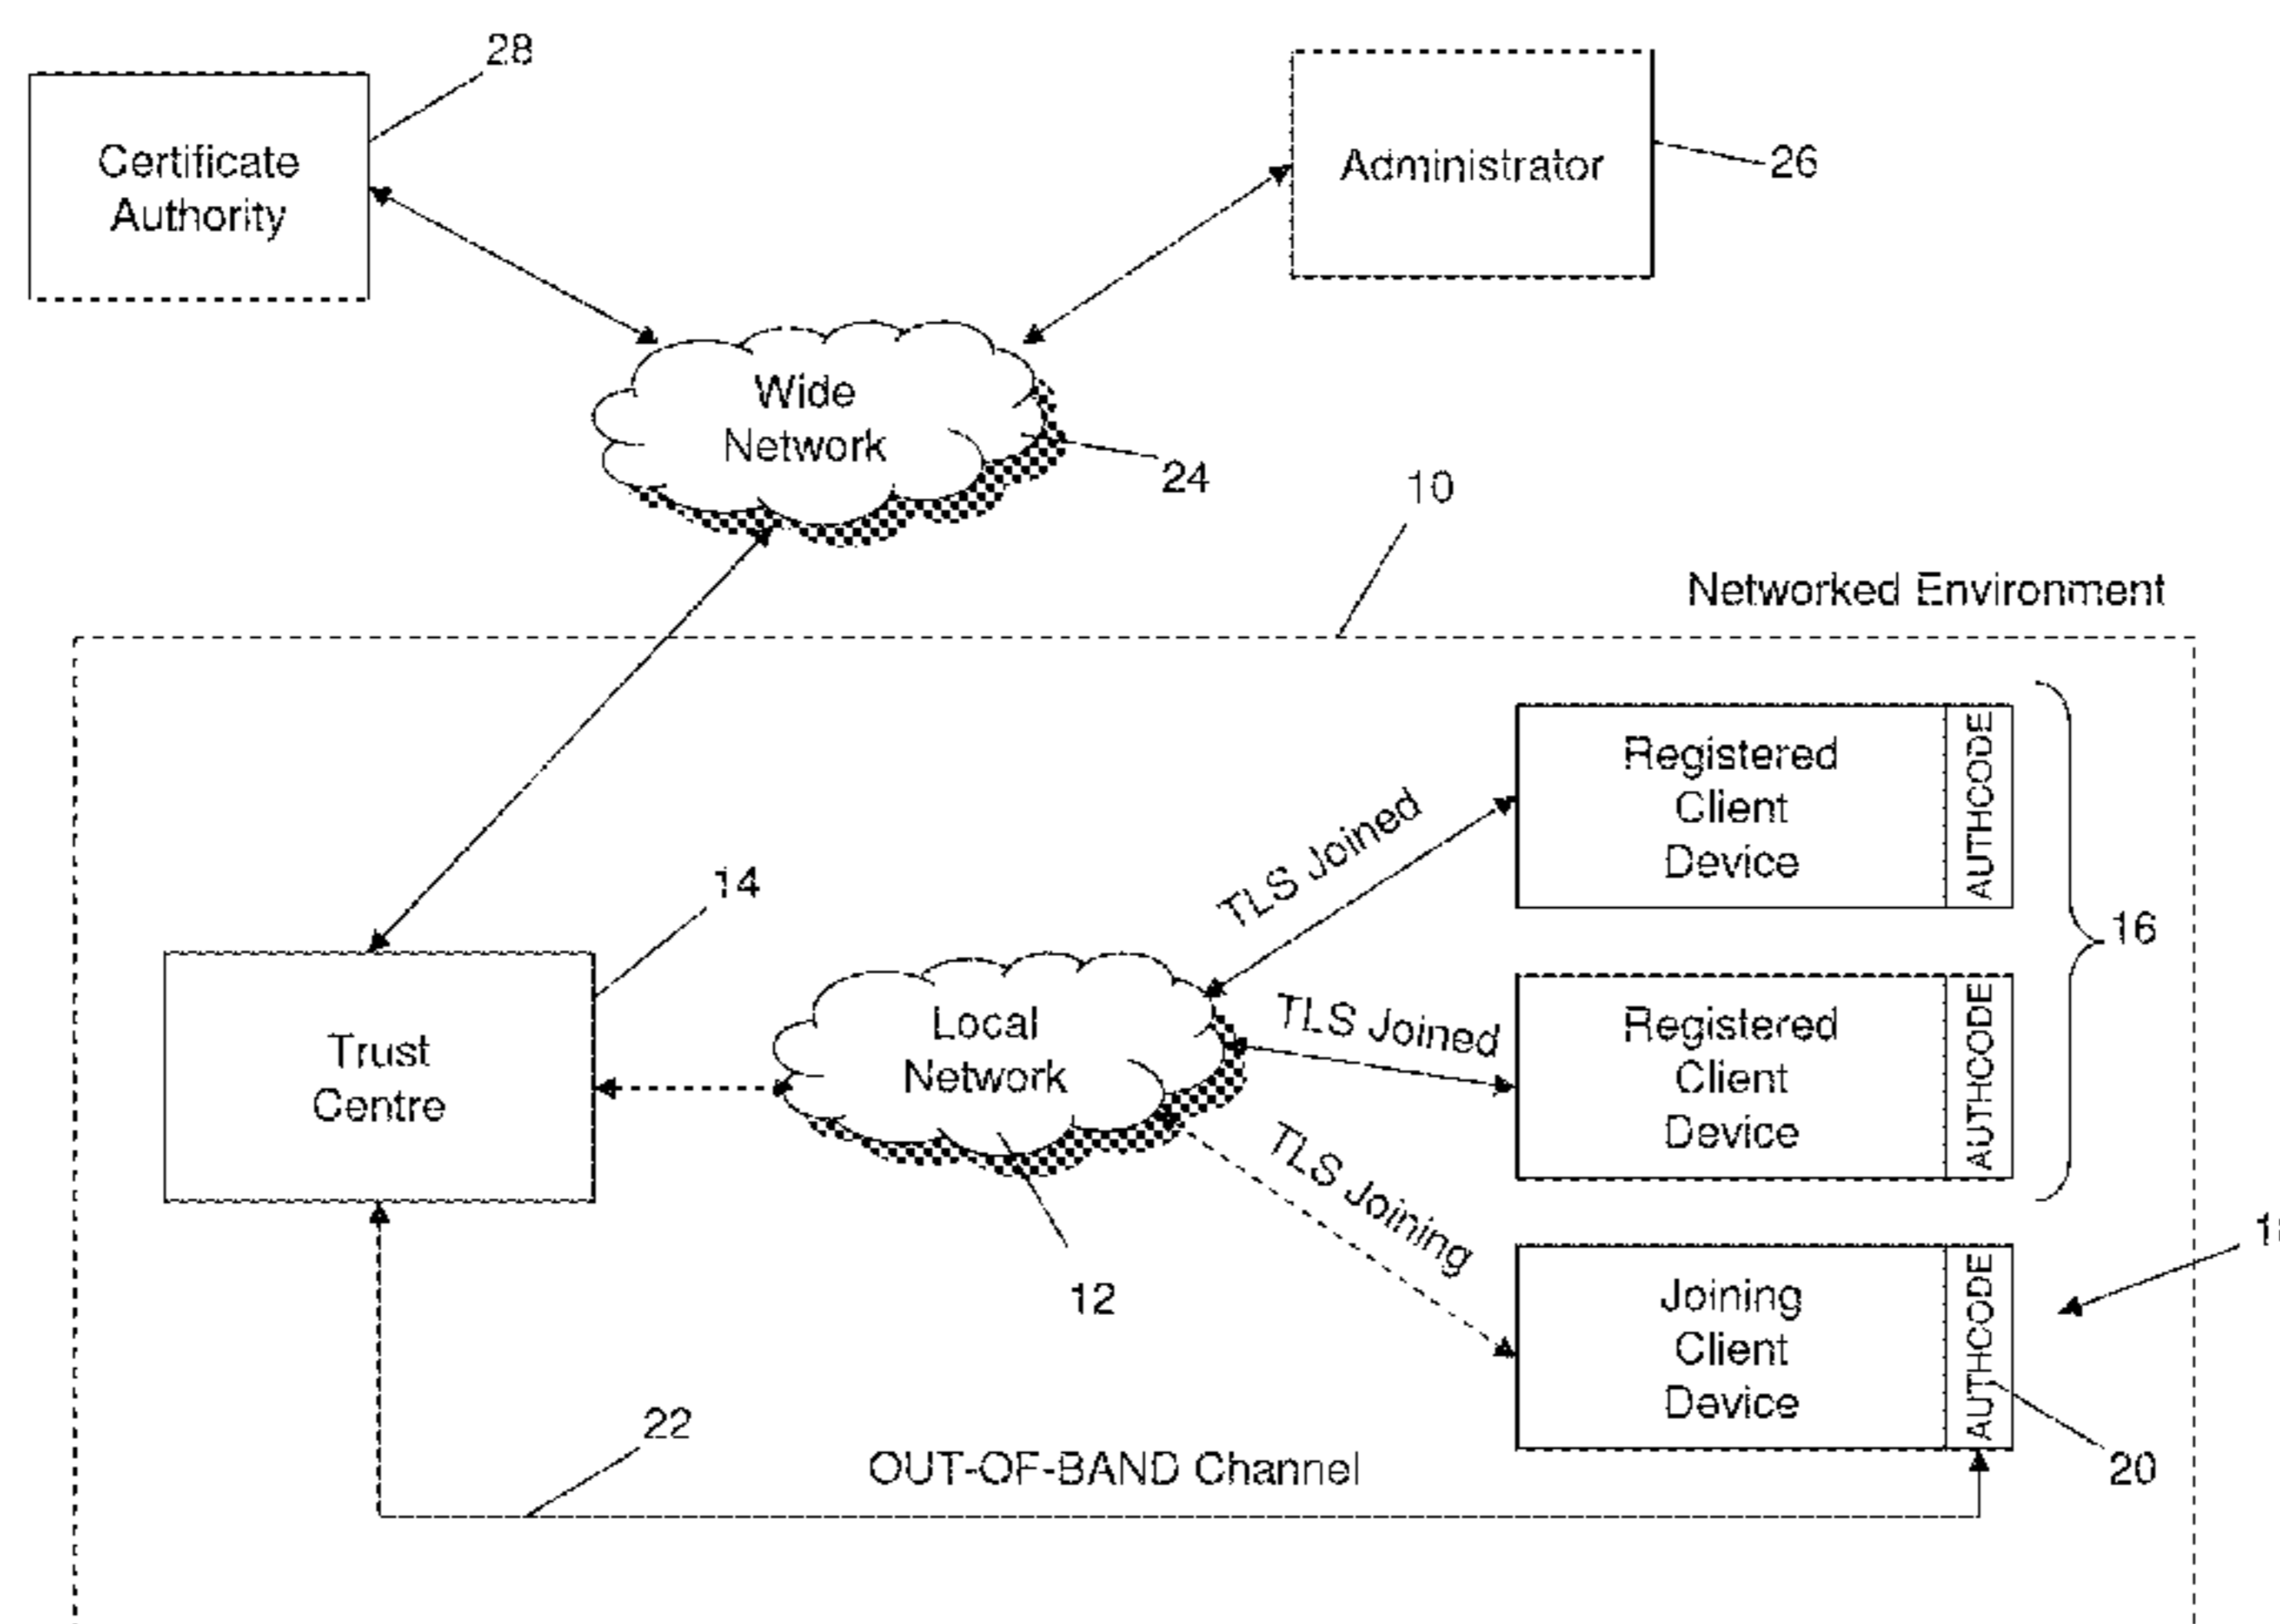 28
Certificate
Authority
Administrator
26
Wide
Network
24
10
Networked Environment
Registered
Client
Device
AUTHCODE
TLS Joined
16
14
Trust
Centre
Local
Network
TLS Joined
Registered
Client
Device
AUTHCODE
TLS Joining
12
Joining
Client
Device
AUTHCODE
20
22
OUT-OF-BAND Channel